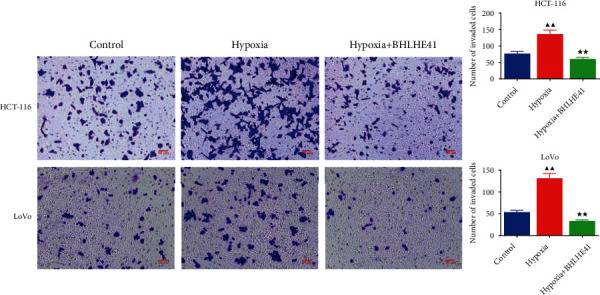 Control Hypoxia Hypoxia+BHLHE41
HCT-116
LoVo
HCT-116
Number of invaded cells
200
150
100
50
0
▲▲
★★
Control
Hypoxia
Hypoxia+BHLHE41
LoVo
Number of invaded cells
150
100
50
0
▲▲
★★
Control
Hypoxia
Hypoxia+BHLHE41